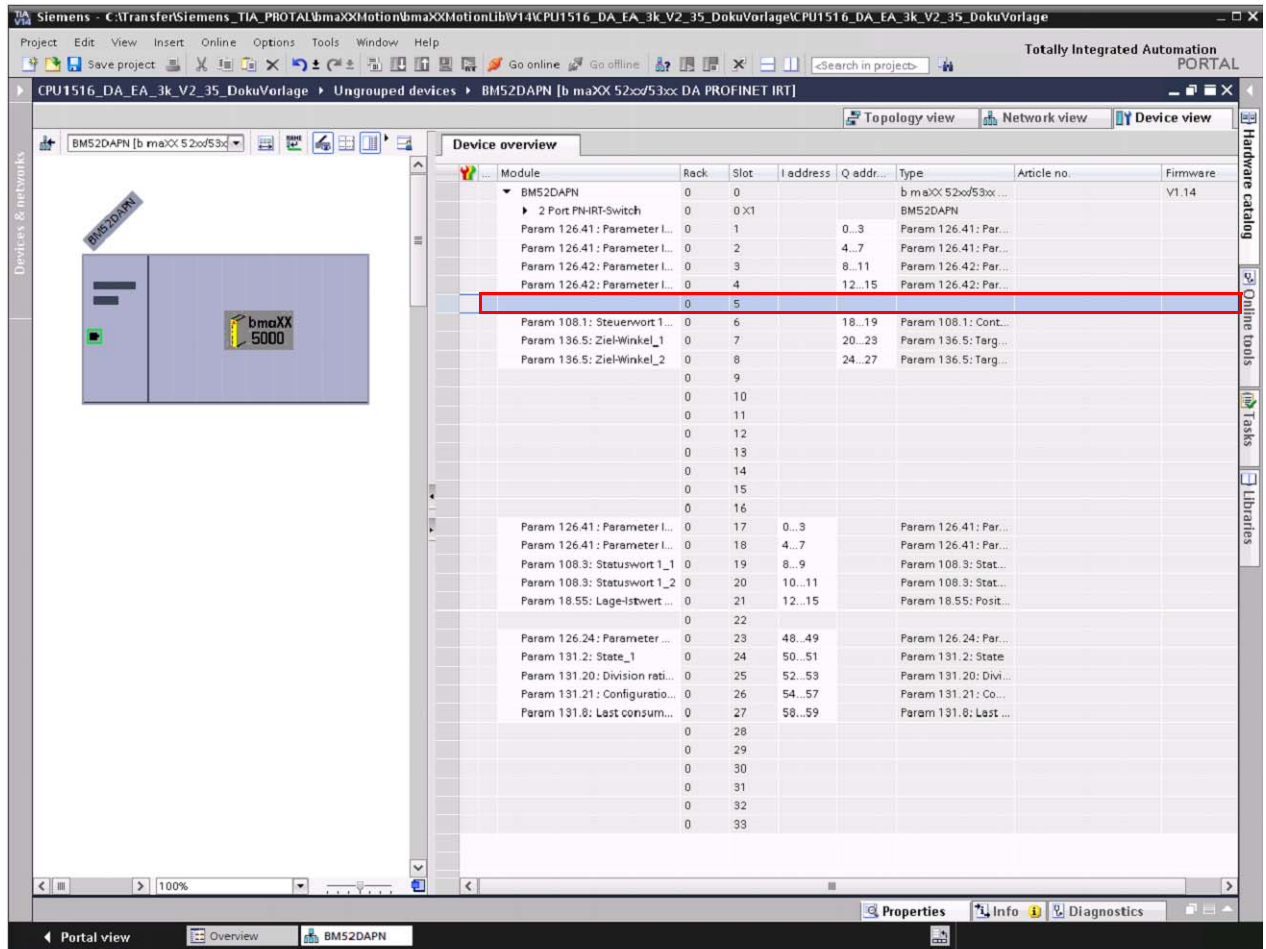 Siemens - C:\Transfer\Siemens_TIA_PROTAL\bmaXXMotion\bmaXXMotionLib\V14\CPU1516_DA_EA_3k_V2_35_DokuVorlage\CPU1516_DA_EA_3k_V2_35_DokuVorlage
Project Edit View Insert Online Options Tools Window Help
Totally Integrated Automation
PORTAL
Save project Go online Go offline <Search in project>
CPU1516_DA_EA_3k_V2_35_DokuVorlage ▸ Ungrouped devices ▸ BM52DAPN [b maXX 52xx/53xx DA PROFINET IRT]
Topology view Network view Device view
BM52DAPN [b maXX 52xx/53x
Device overview
... Module Rack Slot I address Q addr... Type Article no. Firmware
BM52DAPN 0 0 b maXX 52xx/53xx ... V1.14
2 Port PN-IRT-Switch 0 0 X1 BM52DAPN
Param 126.41: Parameter I... 0 1 0...3 Param 126.41: Par...
Param 126.41: Parameter I... 0 2 4...7 Param 126.41: Par...
Param 126.42: Parameter I... 0 3 8...11 Param 126.42: Par...
Param 126.42: Parameter I... 0 4 12...15 Param 126.42: Par...
0 5
Param 108.1: Steuerwort 1... 0 6 18...19 Param 108.1: Cont...
Param 136.5: Ziel-Winkel_1 0 7 20...23 Param 136.5: Targ...
Param 136.5: Ziel-Winkel_2 0 8 24...27 Param 136.5: Targ...
0 9
0 10
0 11
0 12
0 13
0 14
0 15
0 16
Param 126.41: Parameter I... 0 17 0...3 Param 126.41: Par...
Param 126.41: Parameter I... 0 18 4...7 Param 126.41: Par...
Param 108.3: Statuswort 1_1 0 19 8...9 Param 108.3: Stat...
Param 108.3: Statuswort 1_2 0 20 10...11 Param 108.3: Stat...
Param 18.55: Lage-Istwert ... 0 21 12...15 Param 18.55: Posit...
0 22
Param 126.24: Parameter ... 0 23 48...49 Param 126.24: Par...
Param 131.2: State_1 0 24 50...51 Param 131.2: State
Param 131.20: Division rati... 0 25 52...53 Param 131.20: Divi...
Param 131.21: Configuratio... 0 26 54...57 Param 131.21: Co...
Param 131.8: Last consum... 0 27 58...59 Param 131.8: Last ...
0 28
0 29
0 30
0 31
0 32
0 33
BM52DAPN
bmaXX
5000
Devices & networks
Hardware catalog
Online tools
Tasks
Libraries
100%
Properties Info Diagnostics
Portal view Overview BM52DAPN